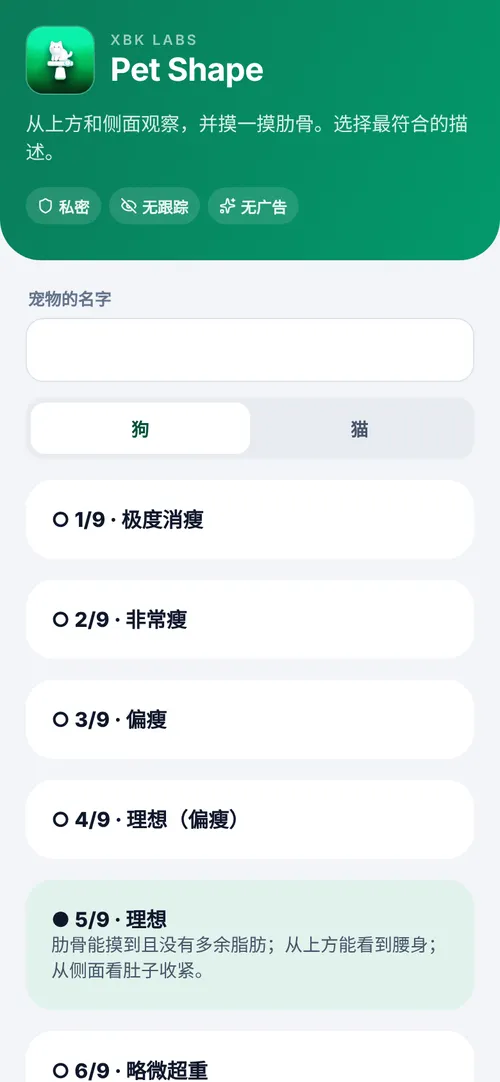 XBK LABS
Pet Shape
从上方和侧面观察，并摸一摸肋骨。选择最符合的描
述。
私密
无跟踪
无广告
宠物的名字
狗
猫
1/9 · 极度消瘦
2/9 · 非常瘦
3/9 · 偏瘦
4/9 · 理想（偏瘦）
5/9 · 理想
肋骨能摸到且没有多余脂肪；从上方能看到腰身；
从侧面看肚子收紧。
6/9 · 略微超重